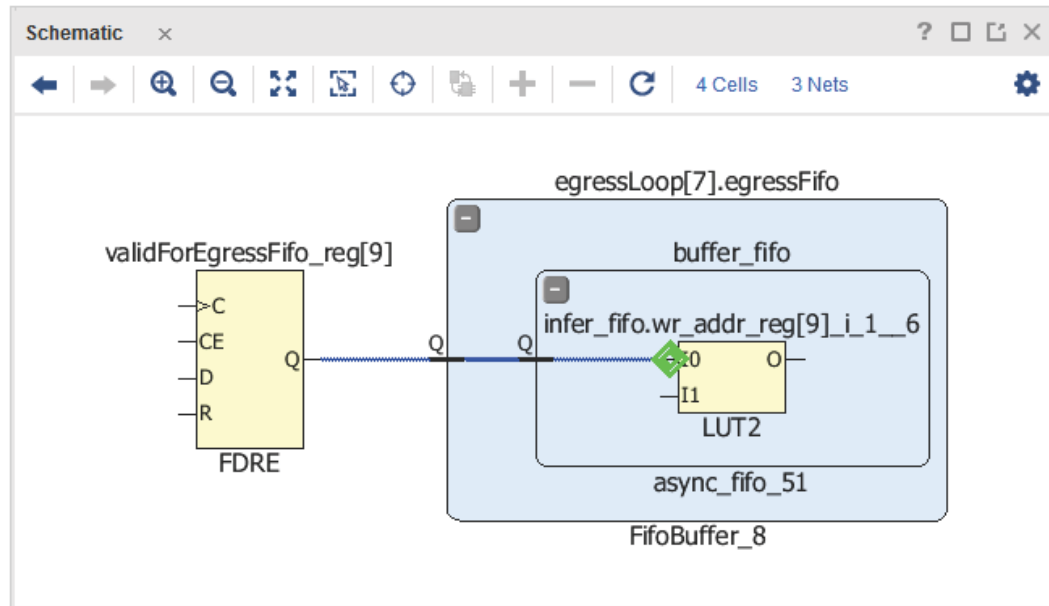 Schematic
4 Cells 3 Nets
egressLoop[7].egressFifo
validForEgressFifo_reg[9]
buffer_fifo
infer_fifo.wr_addr_reg[9]_i_1__6
C
CE
D
R
Q
Q
Q
I0
I1
O
LUT2
FDRE
async_fifo_51
FifoBuffer_8